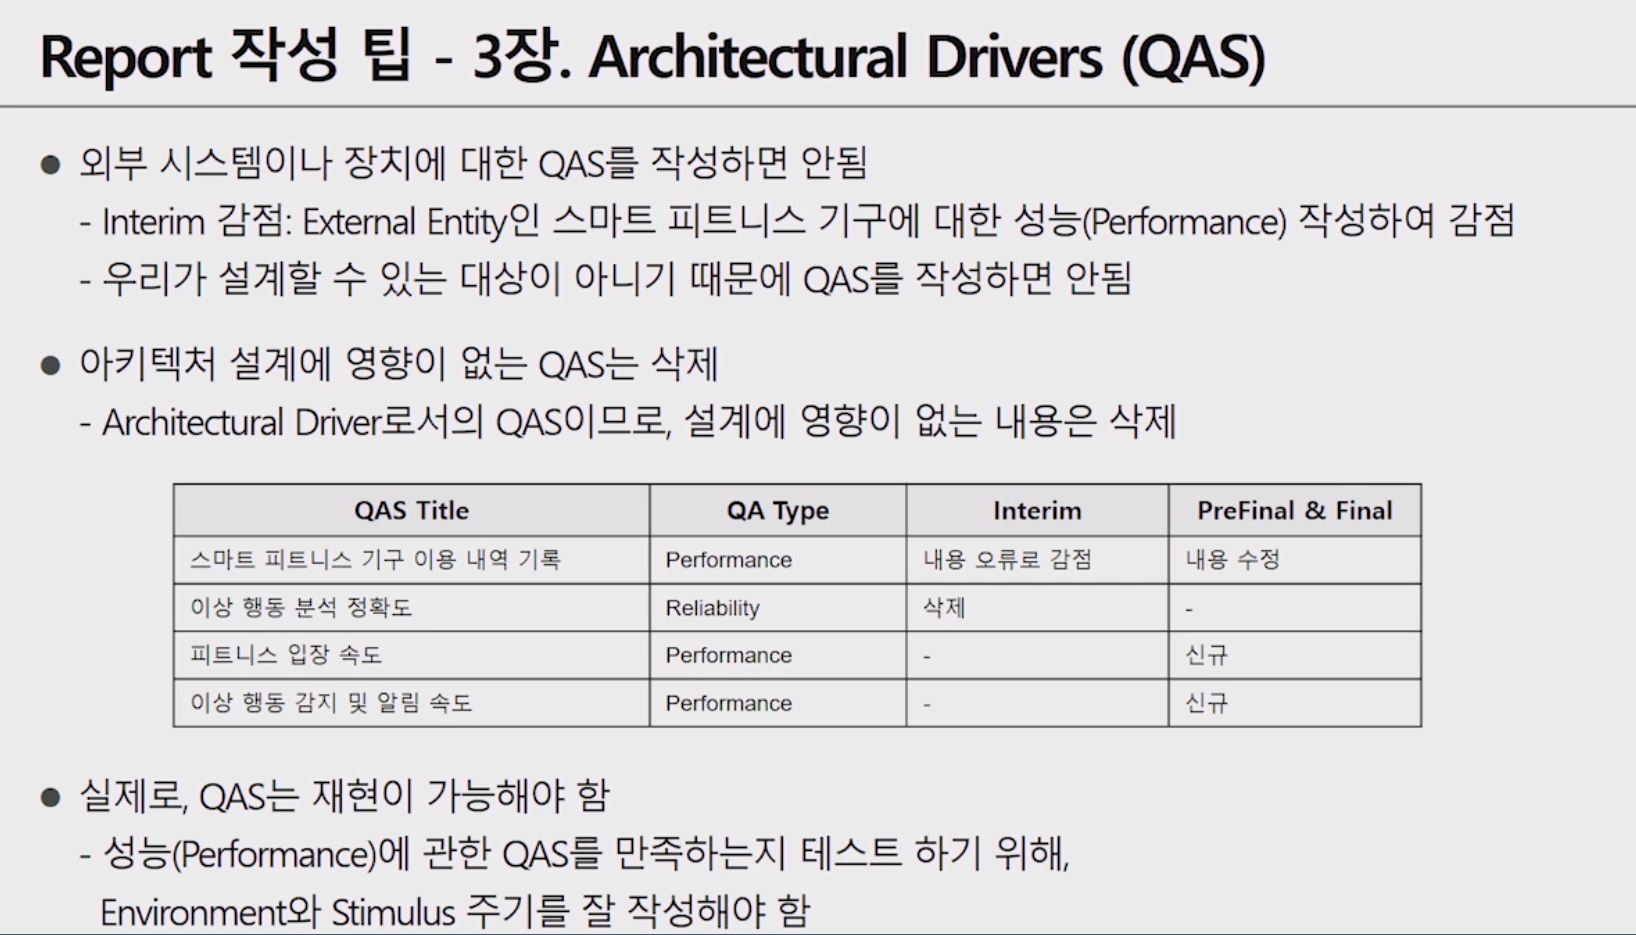 Report 작성 팁 - 3장. Architectural Drivers (QAS)
● 외부 시스템이나 장치에 대한 QAS를 작성하면 안됨
- Interim 감점: External Entity인 스마트 피트니스 기구에 대한 성능(Performance) 작성하여 감점
- 우리가 설계할 수 있는 대상이 아니기 때문에 QAS를 작성하면 안됨
● 아키텍처 설계에 영향이 없는 QAS는 삭제
- Architectural Driver로서의 QAS이므로, 설계에 영향이 없는 내용은 삭제
QAS Title QA Type Interim PreFinal & Final
스마트 피트니스 기구 이용 내역 기록 Performance 내용 오류로 감점 내용 수정
이상 행동 분석 정확도 Reliability 삭제 -
피트니스 입장 속도 Performance - 신규
이상 행동 감지 및 알림 속도 Performance - 신규
● 실제로, QAS는 재현이 가능해야 함
- 성능(Performance)에 관한 QAS를 만족하는지 테스트 하기 위해,
Environment와 Stimulus 주기를 잘 작성해야 함